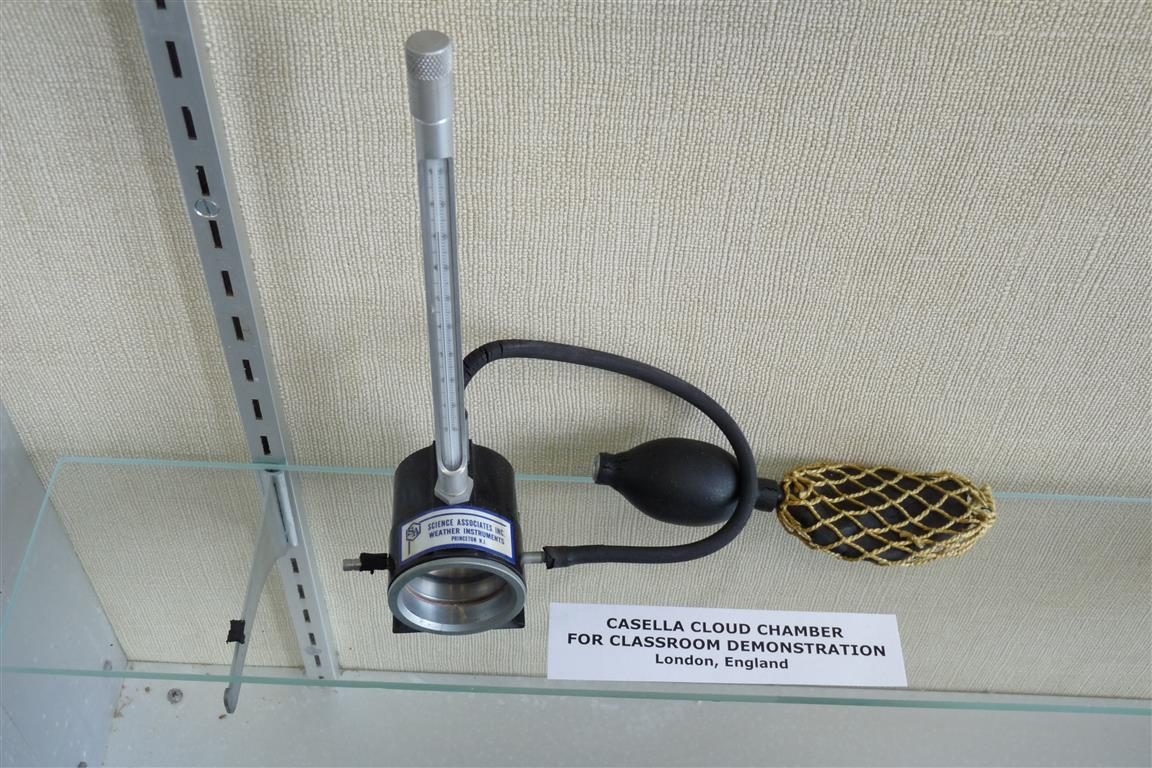 SCIENCE ASSOCIATES INC.
WEATHER INSTRUMENTS
PRINCETON N.J.
CASELLA CLOUD CHAMBER
FOR CLASSROOM DEMONSTRATION
London, England